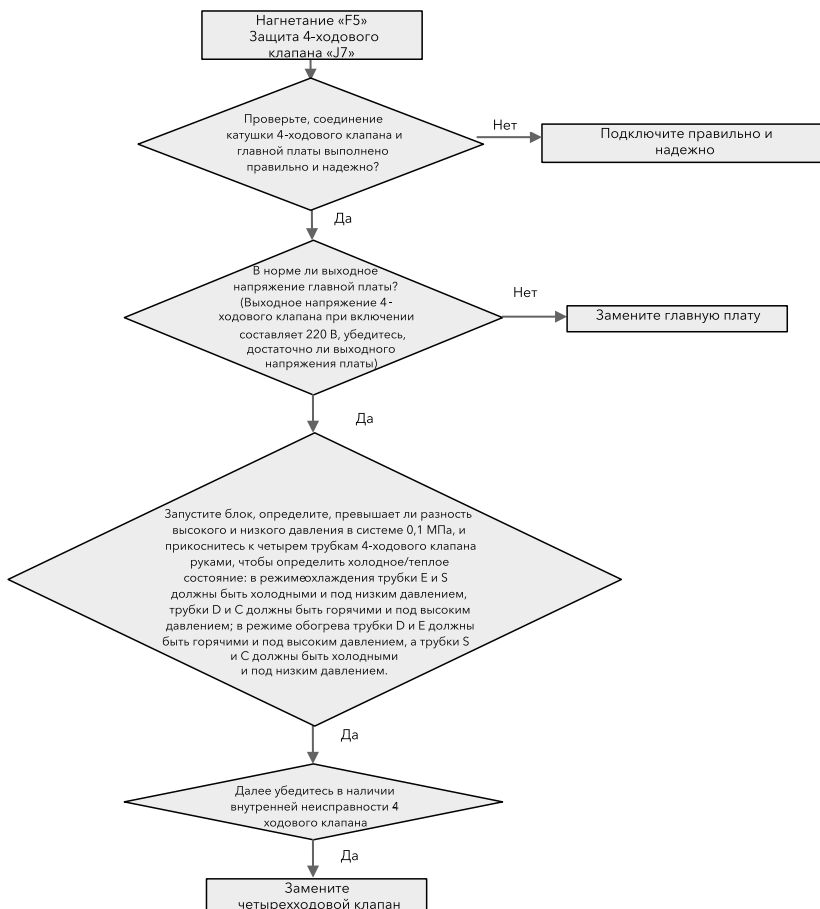 Нагнетание «F5»
Защита 4-ходового
клапана «J7»
Проверьте, соединение
катушки 4-ходового клапана и
главной платы выполнено
правильно и надежно?
Нет
Подключите правильно и
надежно
Да
В норме ли выходное
напряжение главной платы?
(Выходное напряжение 4-
ходового клапана при включении
составляет 220 В, убедитесь,
достаточно ли выходного
напряжения платы)
Нет
Замените главную плату
Да
Запустите блок, определите, превышает ли разность
высокого и низкого давления в системе 0,1 МПа, и
прикоснитесь к четырем трубкам 4-ходового клапана
руками, чтобы определить холодное/теплое
состояние: в режимеохлаждения трубки E и S
должны быть холодными и под низким давлением,
трубки D и C должны быть горячими и под высоким
давлением; в режиме обогрева трубки D и E должны
быть горячими и под высоким давлением, а трубки S
и C должны быть холодными
и под низким давлением.
Да
Далее убедитесь в наличии
внутренней неисправности 4
ходового клапана
Да
Замените
четырехходовой клапан